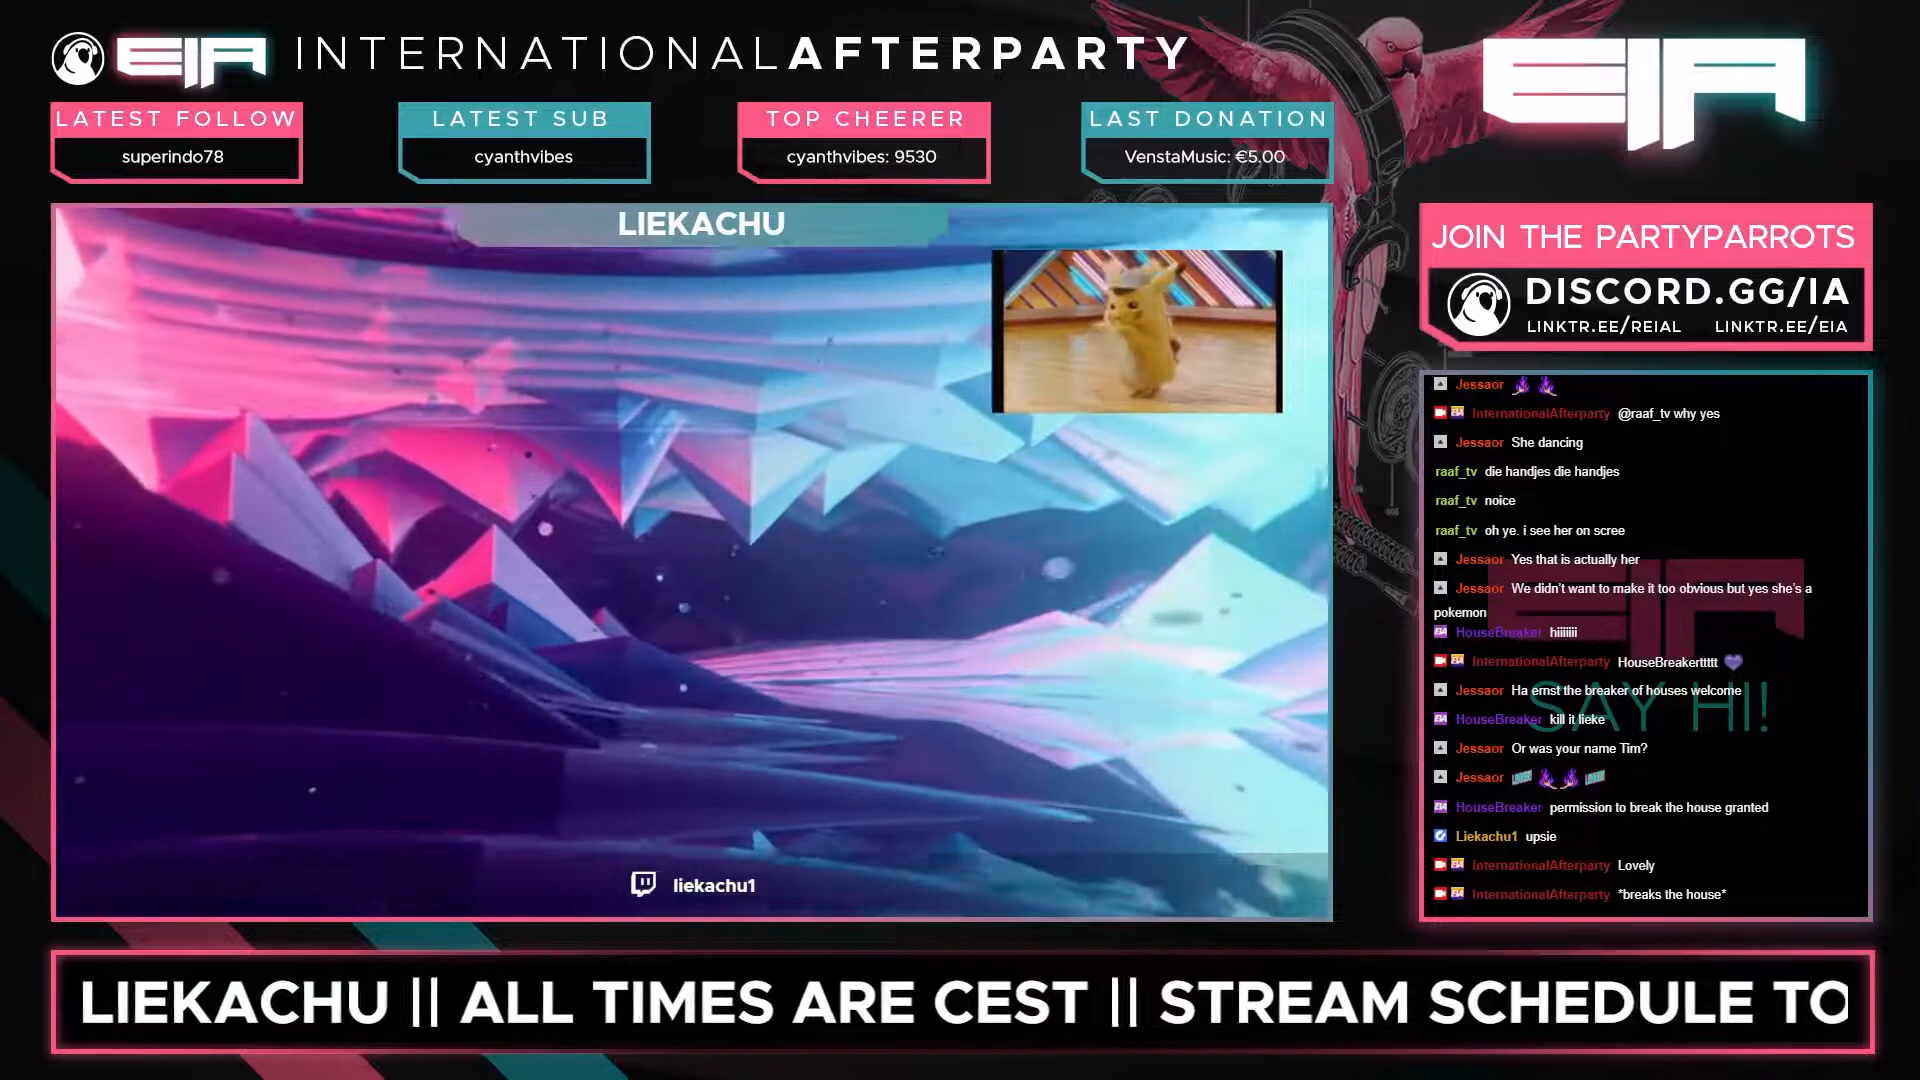 EIA INTERNATIONALAFTERPARTY
EIA
LATEST FOLLOW
superindo78
LATEST SUB
cyanthvibes
TOP CHEERER
cyanthvibes: 9530
LAST DONATION
VenstaMusic: €5.00
LIEKACHU
liekachu1
JOIN THE PARTYPARROTS
DISCORD.GG/IA
LINKTR.EE/REIAL LINKTR.EE/EIA
Jessaor
InternationalAfterparty @raaf_tv why yes
Jessaor She dancing
raaf_tv die handjes die handjes
raaf_tv noice
raaf_tv oh ye. i see her on scree
Jessaor Yes that is actually her
Jessaor We didn't want to make it too obvious but yes she's a
pokemon
HouseBreaker hiiiiiii
InternationalAfterparty HouseBreakerttttt
Jessaor Ha ernst the breaker of houses welcome
HouseBreaker kill it lieke
Jessaor Or was your name Tim?
Jessaor
HouseBreaker permission to break the house granted
Liekachu1 upsie
InternationalAfterparty Lovely
InternationalAfterparty *breaks the house*
EIA
SAY HI!
LIEKACHU || ALL TIMES ARE CEST || STREAM SCHEDULE TO